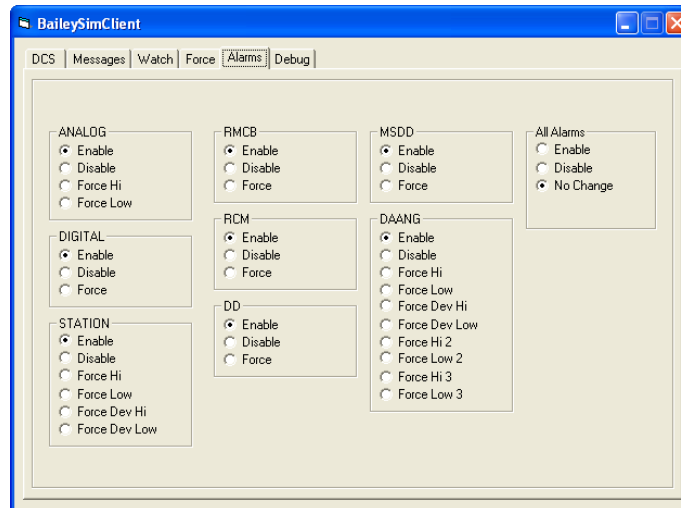 BaileySimClient
DCS Messages Watch Force Alarms Debug
ANALOG
Enable
Disable
Force Hi
Force Low
DIGITAL
Enable
Disable
Force
STATION
Enable
Disable
Force Hi
Force Low
Force Dev Hi
Force Dev Low
RMCB
Enable
Disable
Force
RCM
Enable
Disable
Force
DD
Enable
Disable
Force
MSDD
Enable
Disable
Force
DAANG
Enable
Disable
Force Hi
Force Low
Force Dev Hi
Force Dev Low
Force Hi 2
Force Low 2
Force Hi 3
Force Low 3
All Alarms
Enable
Disable
No Change